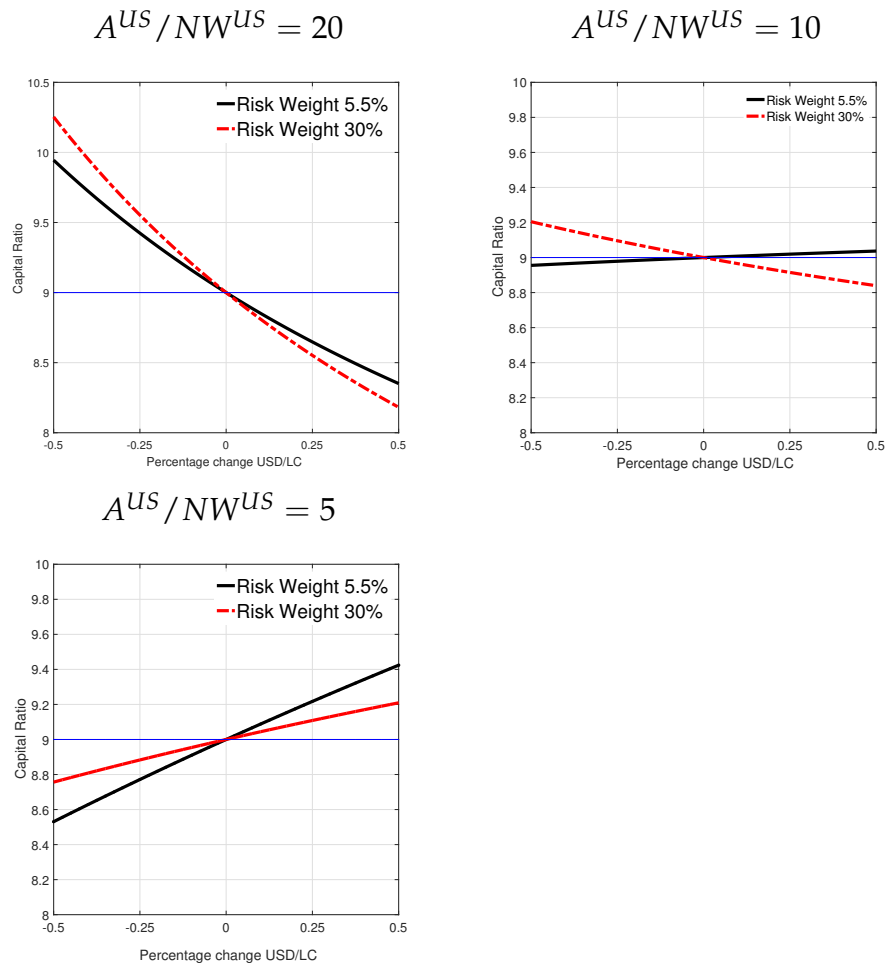 A^{US}/NW^{US} = 20
10.5
10
9.5
9
8.5
8
Capital Ratio
Risk Weight 5.5%
Risk Weight 30%
-0.5 -0.25 0 0.25 0.5
Percentage change USD/LC
A^{US}/NW^{US} = 10
10
9.8
9.6
9.4
9.2
9
8.8
8.6
8.4
8.2
8
Capital Ratio
Risk Weight 5.5%
Risk Weight 30%
-0.5 -0.25 0 0.25 0.5
Percentage change USD/LC
A^{US}/NW^{US} = 5
10
9.8
9.6
9.4
9.2
9
8.8
8.6
8.4
8.2
8
Capital Ratio
Risk Weight 5.5%
Risk Weight 30%
-0.5 -0.25 0 0.25 0.5
Percentage change USD/LC